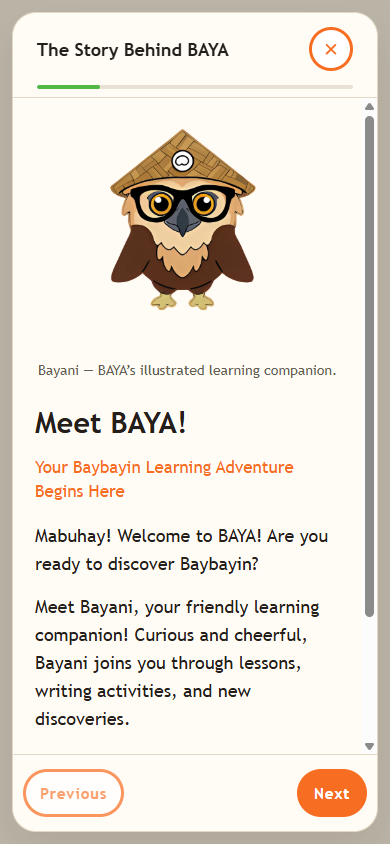 The Story Behind BAYA
Bayani — BAYA’s illustrated learning companion.
Meet BAYA!
Your Baybayin Learning Adventure
Begins Here
Mabuhay! Welcome to BAYA! Are you
ready to discover Baybayin?
Meet Bayani, your friendly learning
companion! Curious and cheerful,
Bayani joins you through lessons,
writing activities, and new
discoveries.
Previous
Next